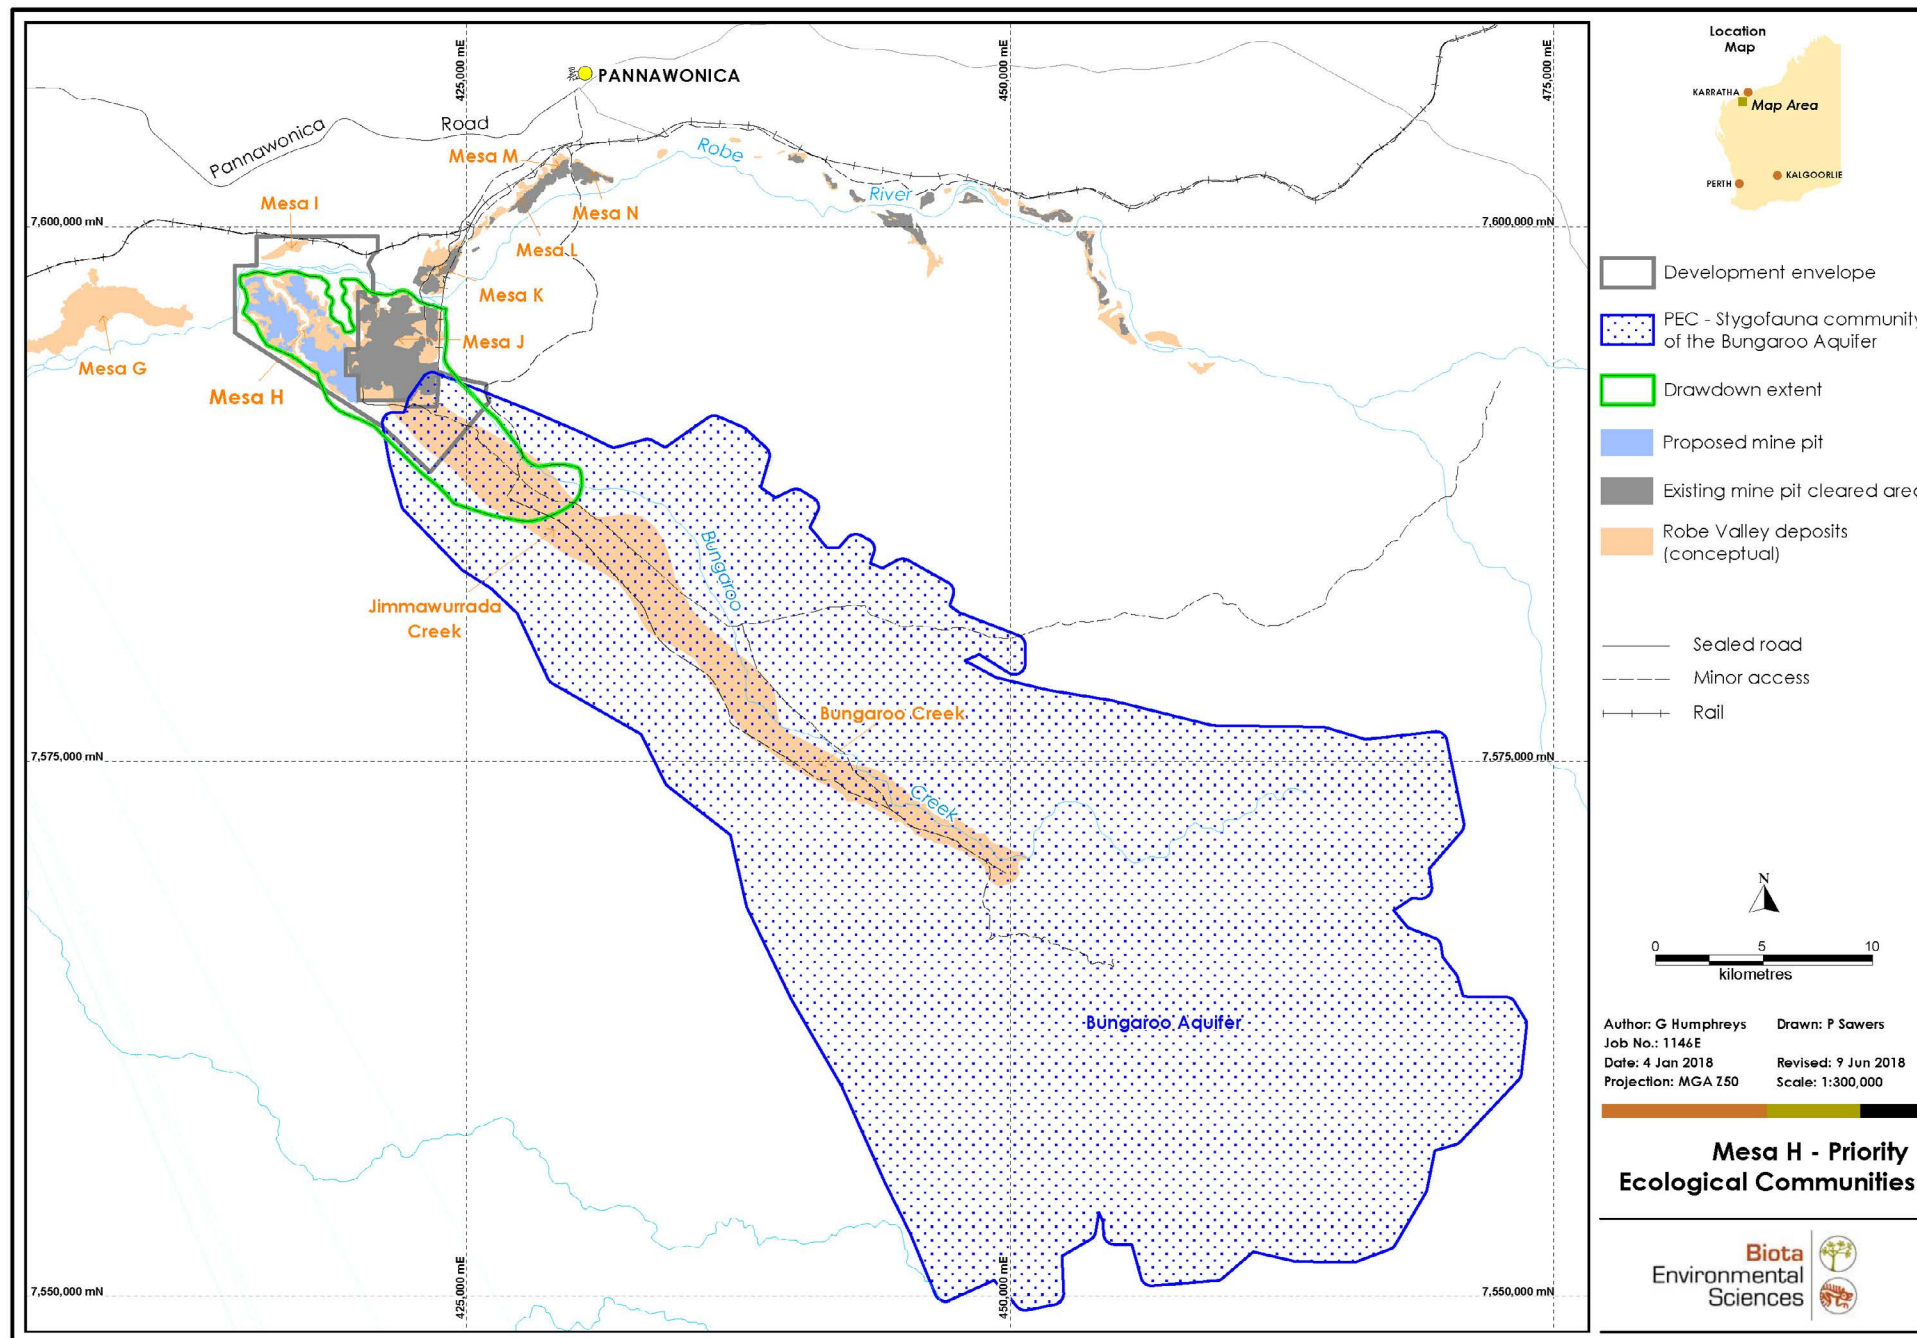 425,000 mE
450,000 mE
475,000 mE
PANNAWONICA
Pannawonica
Road
Mesa M
Robe
River
Mesa I
Mesa N
7,600,000 mN
7,600,000 mN
Mesa L
Mesa K
Mesa J
Mesa G
Mesa H
Bungaroo
Jimmawurrada
Creek
Bungaroo Creek
7,575,000 mN
7,575,000 mN
Creek
Bungaroo Aquifer
7,550,000 mN
7,550,000 mN
425,000 mE
450,000 mE
Location
Map
KARRATHA
Map Area
PERTH
KALGOORLIE
Development envelope
PEC - Stygofauna community
of the Bungaroo Aquifer
Drawdown extent
Proposed mine pit
Existing mine pit cleared area
Robe Valley deposits
(conceptual)
Sealed road
Minor access
Rail
N
0 5 10
kilometres
Author: G Humphreys Drawn: P Sawers
Job No.: 1146E
Date: 4 Jan 2018 Revised: 9 Jun 2018
Projection: MGA Z50 Scale: 1:300,000
Mesa H - Priority
Ecological Communities
Biota
Environmental
Sciences